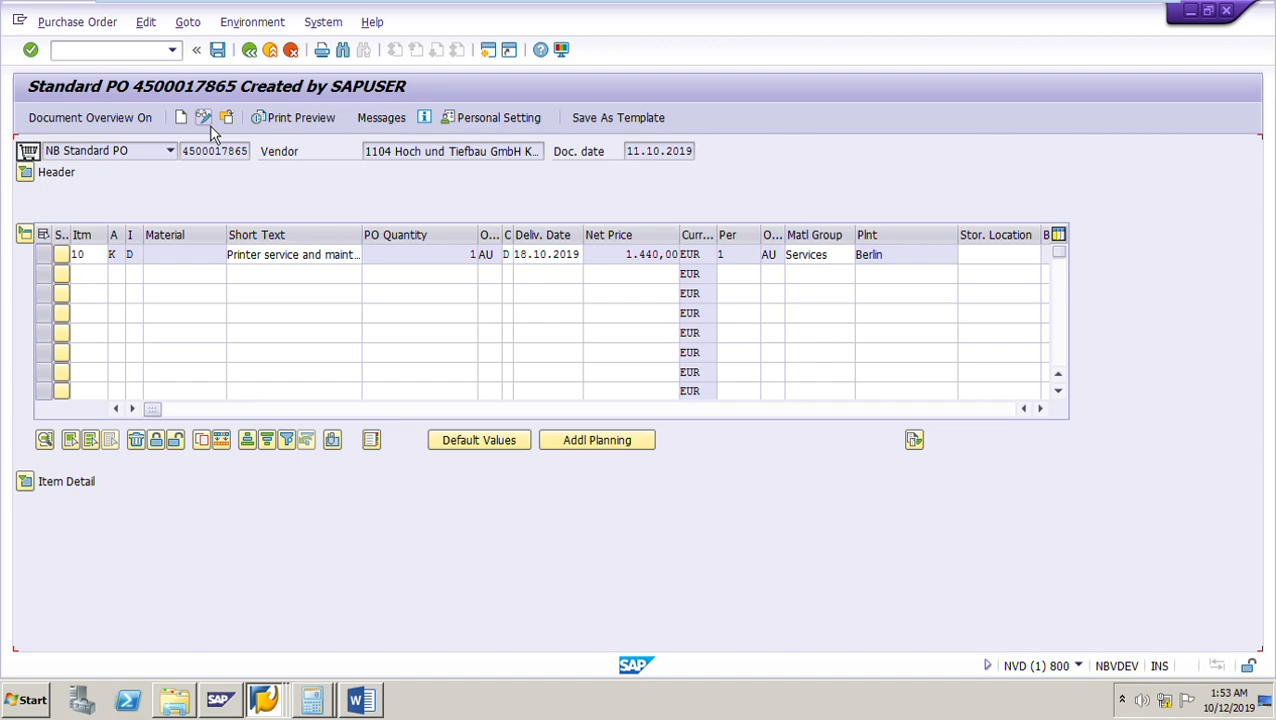 Purchase Order Edit Goto Environment System Help
Standard PO 4500017865 Created by SAPUSER
Document Overview On Print Preview Messages Personal Setting Save As Template
NB Standard PO 4500017865 Vendor 1104 Hoch und Tiefbau GmbH K... Doc. date 11.10.2019
Header
S.. Itm A I Material Short Text PO Quantity O... C Deliv. Date Net Price Curr... Per O... Matl Group Plnt Stor. Location B
10 K D Printer service and maint... 1 AU D 18.10.2019 1.440,00 EUR 1 AU Services Berlin
EUR
EUR
EUR
EUR
EUR
EUR
EUR
Default Values Addl Planning
Item Detail
SAP NVD (1) 800 NBVDEV INS
Start SAP 1:53 AM
10/12/2019